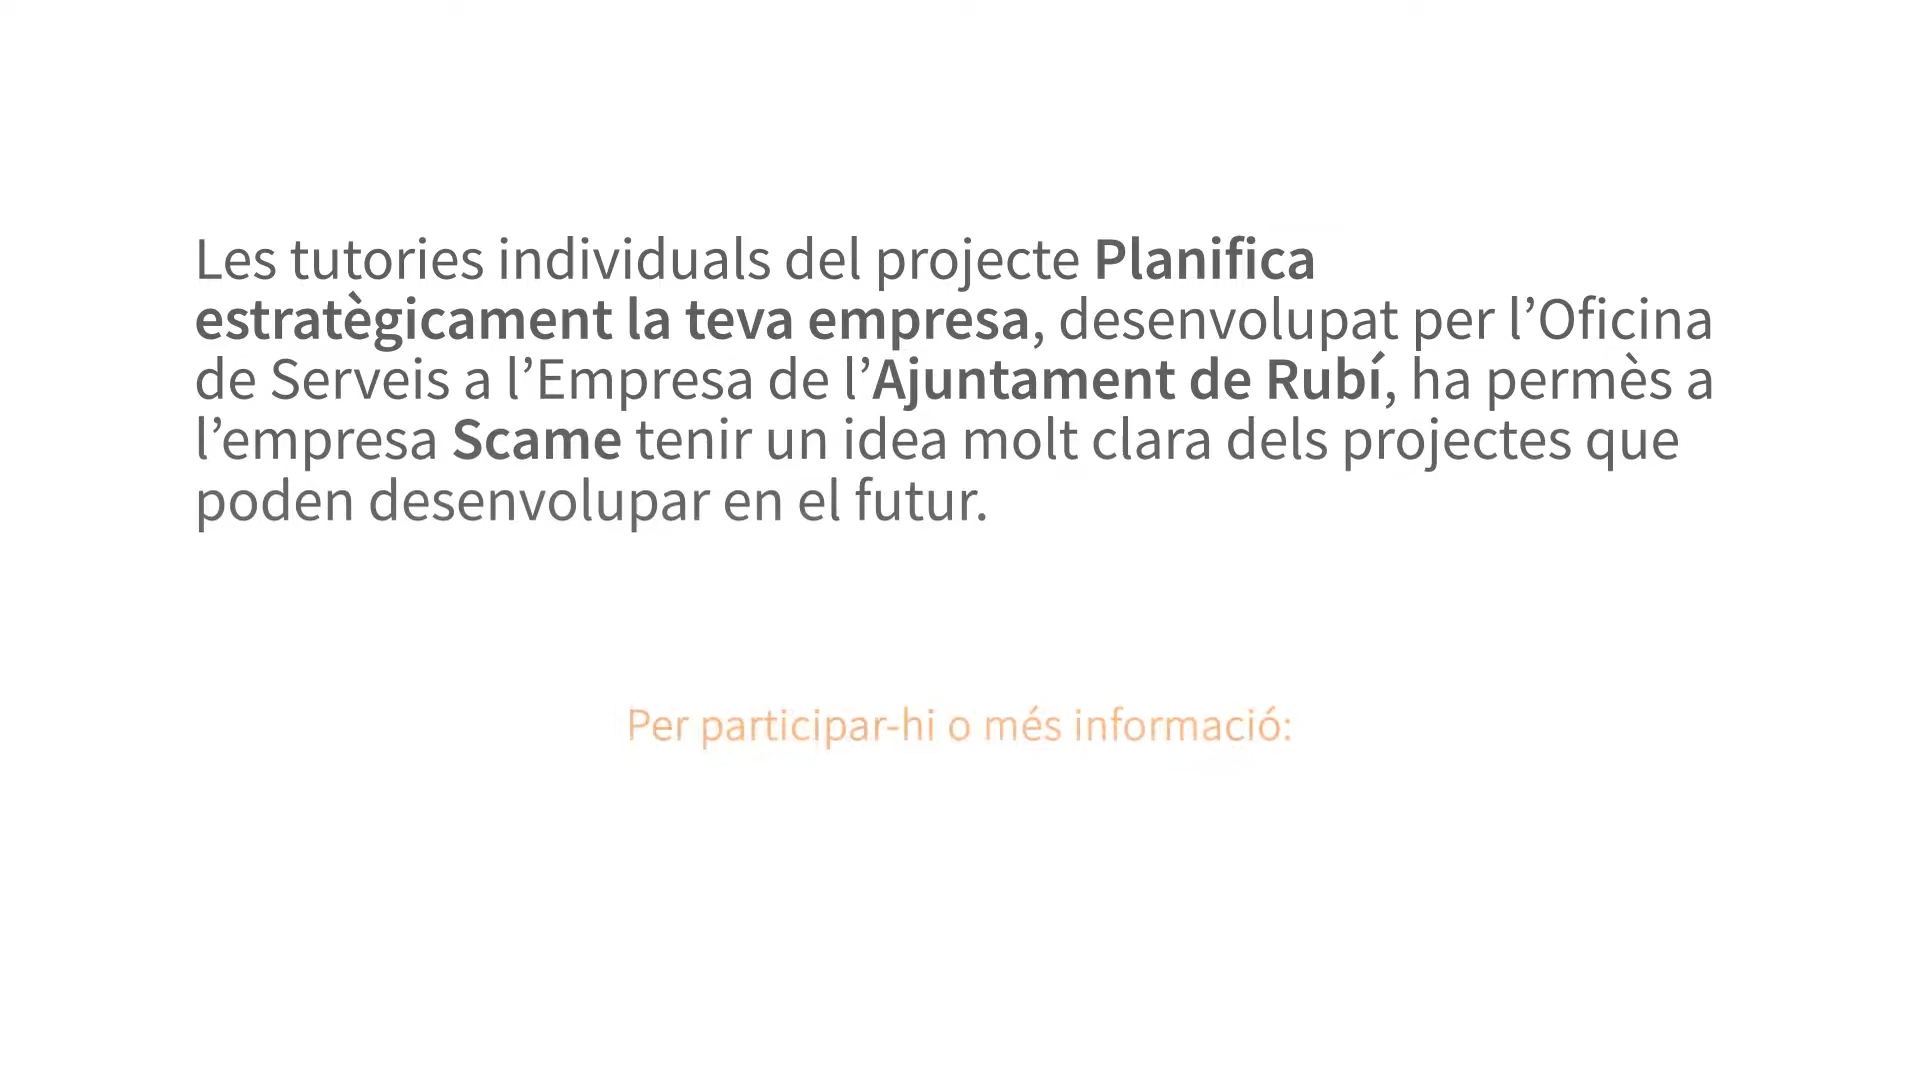 Les tutories individuals del projecte Planifica
estratègicament la teva empresa, desenvolupat per l’Oficina
de Serveis a l’Empresa de l’Ajuntament de Rubí, ha permès a
l’empresa Scame tenir un idea molt clara dels projectes que
poden desenvolupar en el futur.
Per participar-hi o més informació: